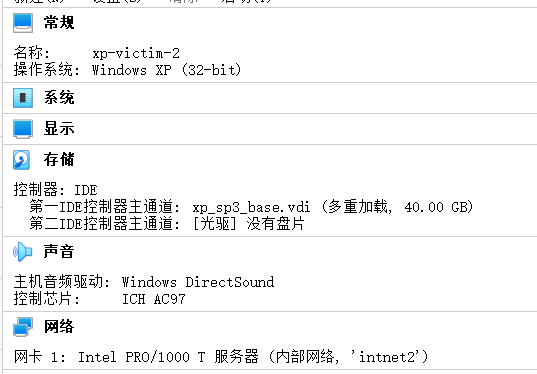 常规
名称: xp-victim-2
操作系统: Windows XP (32-bit)
系统
显示
存储
控制器: IDE
第一IDE控制器主通道: xp_sp3_base.vdi (多重加载, 40.00 GB)
第二IDE控制器主通道: [光驱] 没有盘片
声音
主机音频驱动: Windows DirectSound
控制芯片: ICH AC97
网络
网卡 1: Intel PRO/1000 T 服务器 (内部网络, 'intnet2')